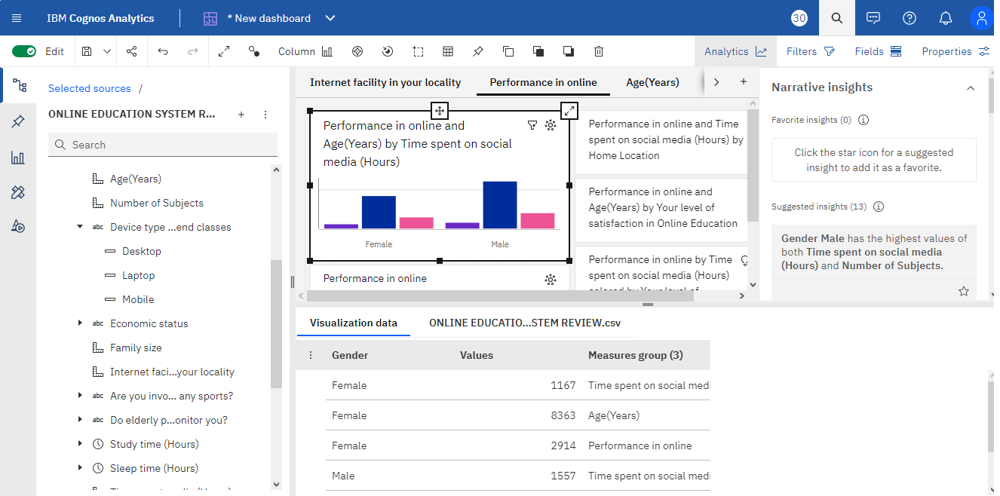 IBM Cognos Analytics
* New dashboard
30
Edit
Column
Analytics
Filters
Fields
Properties
Selected sources /
ONLINE EDUCATION SYSTEM R...
Search
Age(Years)
Number of Subjects
abc Device type ...end classes
Desktop
Laptop
Mobile
abc Economic status
Family size
Internet faci...your locality
abc Are you invo... any sports?
abc Do elderly p...onitor you?
Study time (Hours)
Sleep time (Hours)
Internet facility in your locality
Performance in online
Age(Years)
Performance in online and
Age(Years) by Time spent on social
media (Hours)
Female
Male
Performance in online
Performance in online and Time
spent on social media (Hours) by
Home Location
Performance in online and
Age(Years) by Your level of
satisfaction in Online Education
Performance in online by Time
spent on social media (Hours)
colored by Your level of
Narrative insights
Favorite insights (0)
Click the star icon for a suggested
insight to add it as a favorite.
Suggested insights (13)
Gender Male has the highest values of
both Time spent on social media
(Hours) and Number of Subjects.
Visualization data
ONLINE EDUCATIO...STEM REVIEW.csv
Gender Values Measures group (3)
Female 1167 Time spent on social medi
Female 8363 Age(Years)
Female 2914 Performance in online
Male 1557 Time spent on social medi